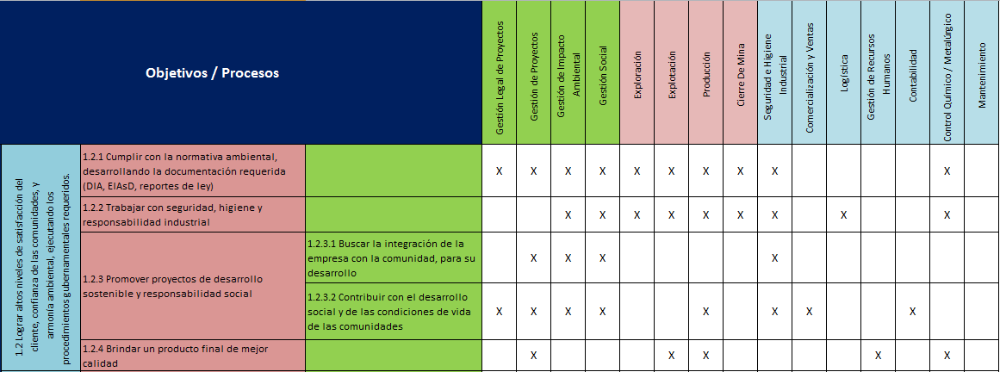 Objetivos / Procesos
Gestión Legal de Proyectos
Gestión de Proyectos
Gestión de Impacto
Ambiental
Gestión Social
Exploración
Explotación
Producción
Cierre De MIna
Seguridad e Higiene
Industrial
Comercialización y Ventas
Logística
Gestión de Recursos
Humanos
Contabilidad
Control Químico / Metalúrgico
Mantenimiento
1.2 Lograr altos niveles de satisfacción del
cliente, confianza de las comunidades, y
armonía ambiental, ejecutando los
procedimientos gubernamentales requeridos.
1.2.1 Cumplir con la normativa ambiental,
desarrollando la documentación requerida
(DIA, EIAsD, reportes de ley)
X X X X X X X X X X
1.2.2 Trabajar con seguridad, higiene y
responsabilidad industrial
X X X X X X X X X
1.2.3 Promover proyectos de desarrollo
sostenible y responsabilidad social
1.2.3.1 Buscar la integración de la
empresa con la comunidad, para su
desarrollo
X X X X
1.2.3.2 Contribuir con el desarrollo
social y de las condiciones de vida
de las comunidades
X X X X X X X X
1.2.4 Brindar un producto final de mejor
calidad
X X X X X